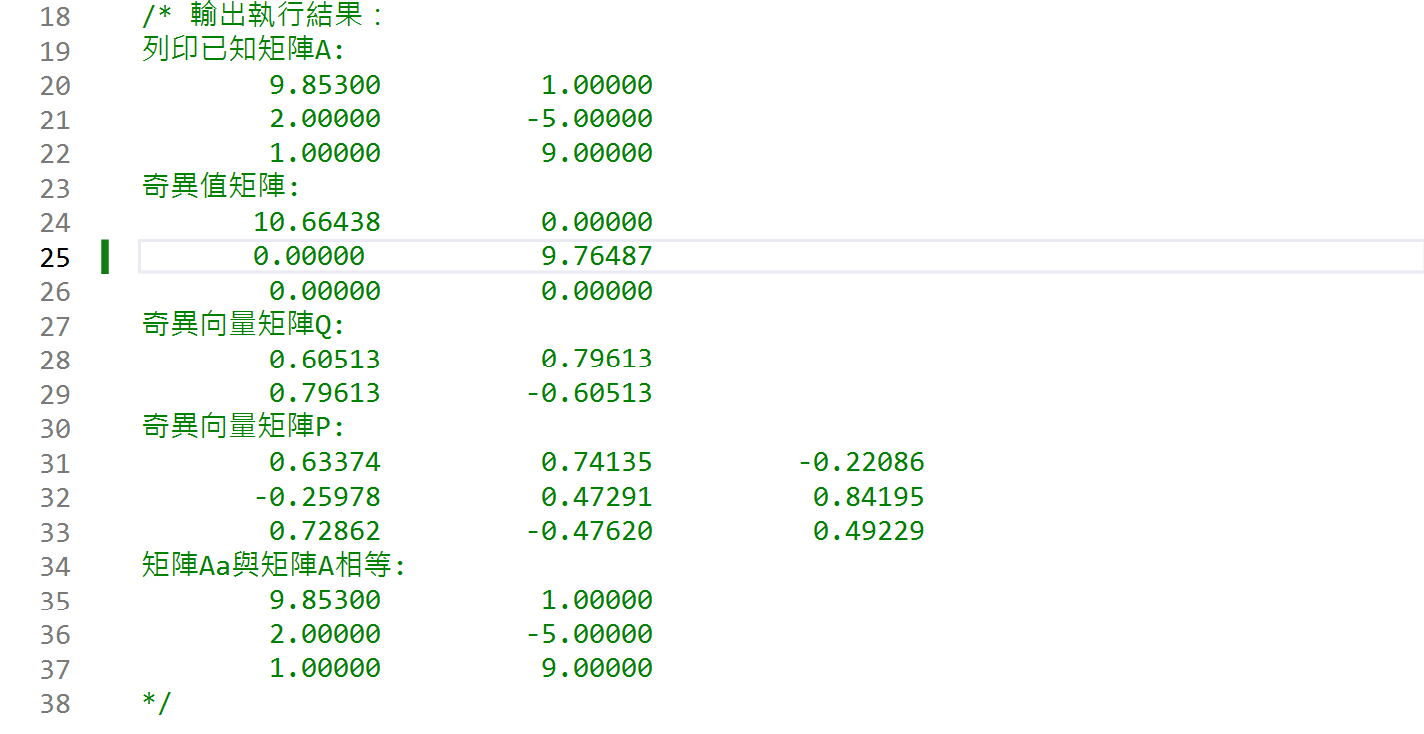 18 /* 輸出執行結果：
19 列印已知矩陣A:
20 9.85300 1.00000
21 2.00000 -5.00000
22 1.00000 9.00000
23 奇異值矩陣:
24 10.66438 0.00000
25 0.00000 9.76487
26 0.00000 0.00000
27 奇異向量矩陣Q:
28 0.60513 0.79613
29 0.79613 -0.60513
30 奇異向量矩陣P:
31 0.63374 0.74135 -0.22086
32 -0.25978 0.47291 0.84195
33 0.72862 -0.47620 0.49229
34 矩陣Aa與矩陣A相等:
35 9.85300 1.00000
36 2.00000 -5.00000
37 1.00000 9.00000
38 */